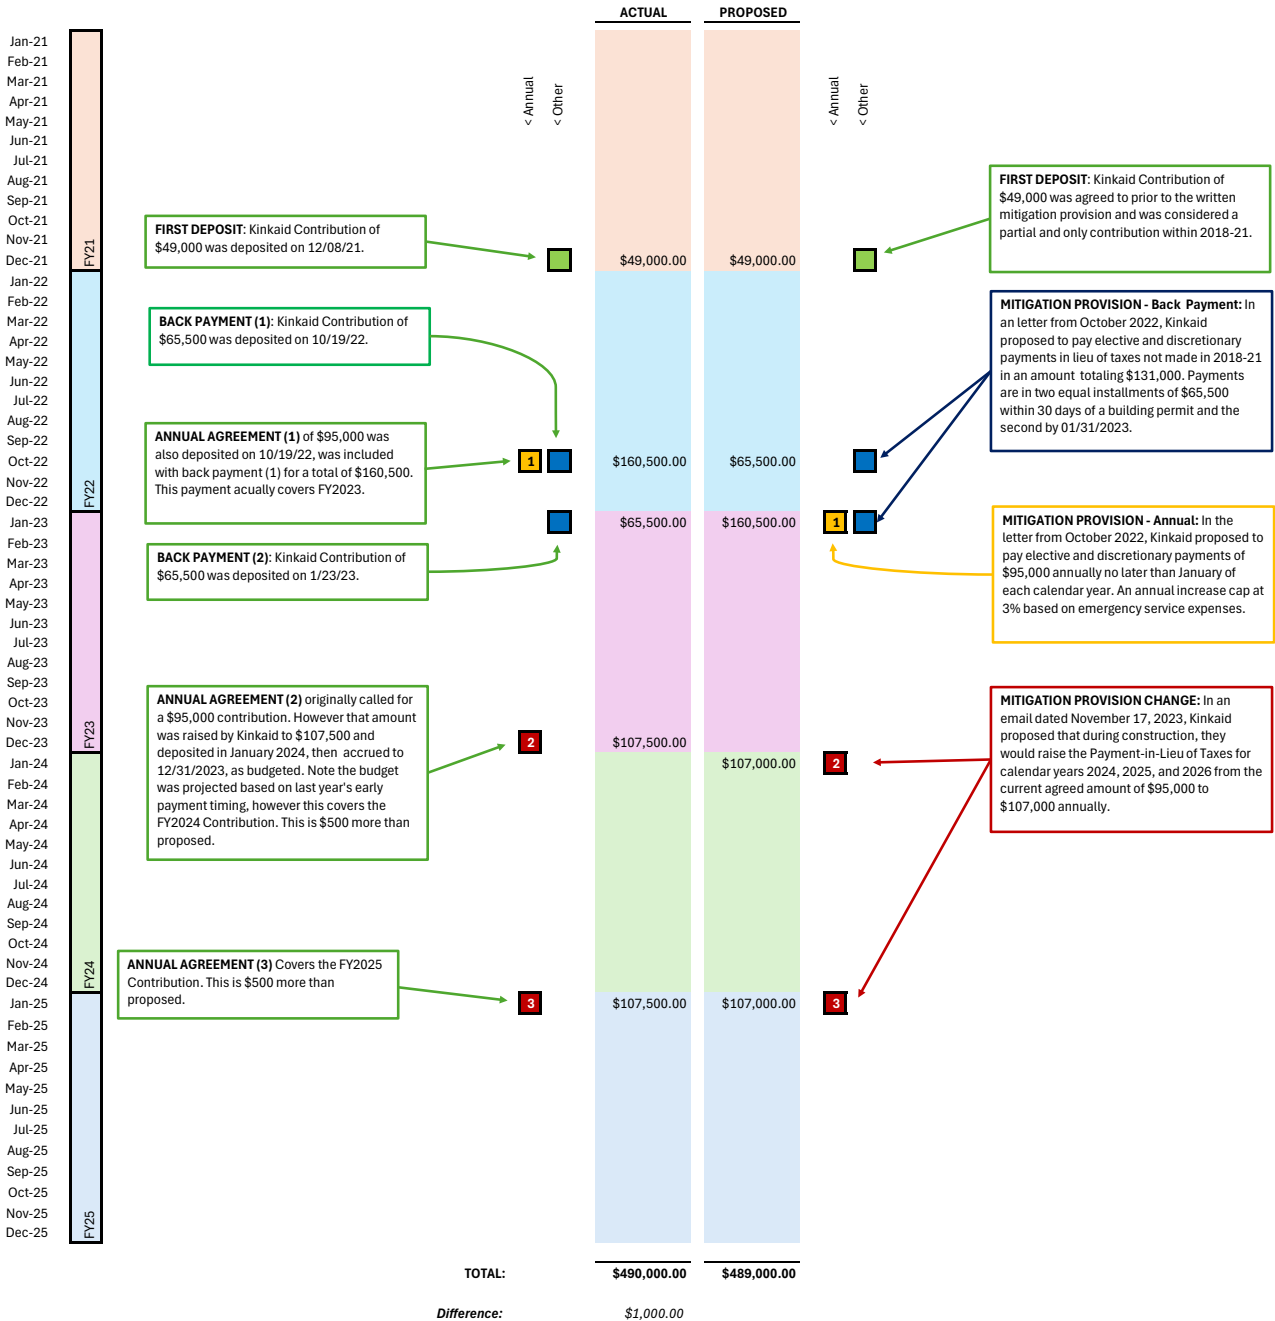 ACTUAL PROPOSED
Jan-21
Feb-21
Mar-21
Apr-21
May-21
Jun-21
Jul-21
Aug-21
Sep-21
Oct-21
Nov-21
Dec-21
FY21
< Annual
< Other
< Annual
< Other
FIRST DEPOSIT: Kinkaid Contribution of
$49,000 was deposited on 12/08/21.
$49,000.00 $49,000.00
FIRST DEPOSIT: Kinkaid Contribution of
$49,000 was agreed to prior to the written
mitigation provision and was considered a
partial and only contribution within 2018-21.
Jan-22
Feb-22
Mar-22
Apr-22
May-22
Jun-22
Jul-22
Aug-22
Sep-22
Oct-22
Nov-22
Dec-22
FY22
BACK PAYMENT (1): Kinkaid Contribution of
$65,500 was deposited on 10/19/22.
ANNUAL AGREEMENT (1) of $95,000 was
also deposited on 10/19/22, was included
with back payment (1) for a total of $160,500.
This payment acually covers FY2023.
1
$160,500.00 $65,500.00
MITIGATION PROVISION - Back Payment: In
an letter from October 2022, Kinkaid
proposed to pay elective and discretionary
payments in lieu of taxes not made in 2018-21
in an amount totaling $131,000. Payments
are in two equal installments of $65,500
within 30 days of a building permit and the
second by 01/31/2023.
Jan-23
Feb-23
Mar-23
Apr-23
May-23
Jun-23
Jul-23
Aug-23
Sep-23
Oct-23
Nov-23
Dec-23
FY23
$65,500.00 $160,500.00
1
BACK PAYMENT (2): Kinkaid Contribution of
$65,500 was deposited on 1/23/23.
MITIGATION PROVISION - Annual: In the
letter from October 2022, Kinkaid proposed to
pay elective and discretionary payments of
$95,000 annually no later than January of
each calendar year. An annual increase cap at
3% based on emergency service expenses.
ANNUAL AGREEMENT (2) originally called for
a $95,000 contribution. However that amount
was raised by Kinkaid to $107,500 and
deposited in January 2024, then accrued to
12/31/2023, as budgeted. Note the budget
was projected based on last year's early
payment timing, however this covers the
FY2024 Contribution. This is $500 more than
proposed.
2
$107,500.00
Jan-24
Feb-24
Mar-24
Apr-24
May-24
Jun-24
Jul-24
Aug-24
Sep-24
Oct-24
Nov-24
Dec-24
FY24
$107,000.00
2
MITIGATION PROVISION CHANGE: In an
email dated November 17, 2023, Kinkaid
proposed that during construction, they
would raise the Payment-in-Lieu of Taxes for
calendar years 2024, 2025, and 2026 from the
current agreed amount of $95,000 to
$107,000 annually.
ANNUAL AGREEMENT (3) Covers the FY2025
Contribution. This is $500 more than
proposed.
Jan-25
Feb-25
Mar-25
Apr-25
May-25
Jun-25
Jul-25
Aug-25
Sep-25
Oct-25
Nov-25
Dec-25
FY25
3
$107,500.00 $107,000.00
3
TOTAL: $490,000.00 $489,000.00
Difference: $1,000.00